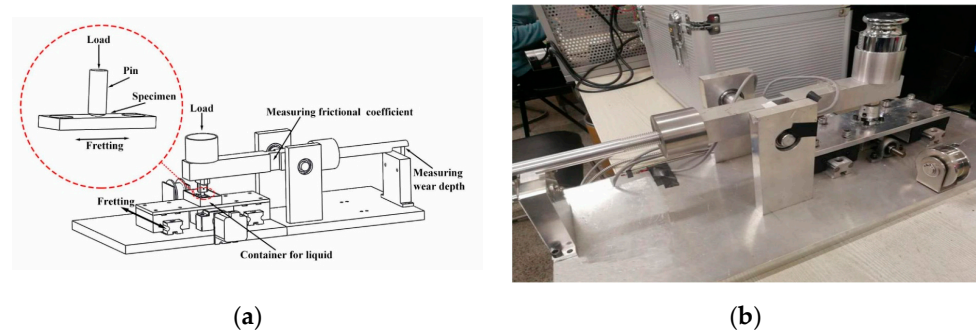 Load
Pin
Specimen
Fretting
Load
Measuring frictional coefficient
Measuring
wear depth
Fretting
Container for liquid
(a)
(b)